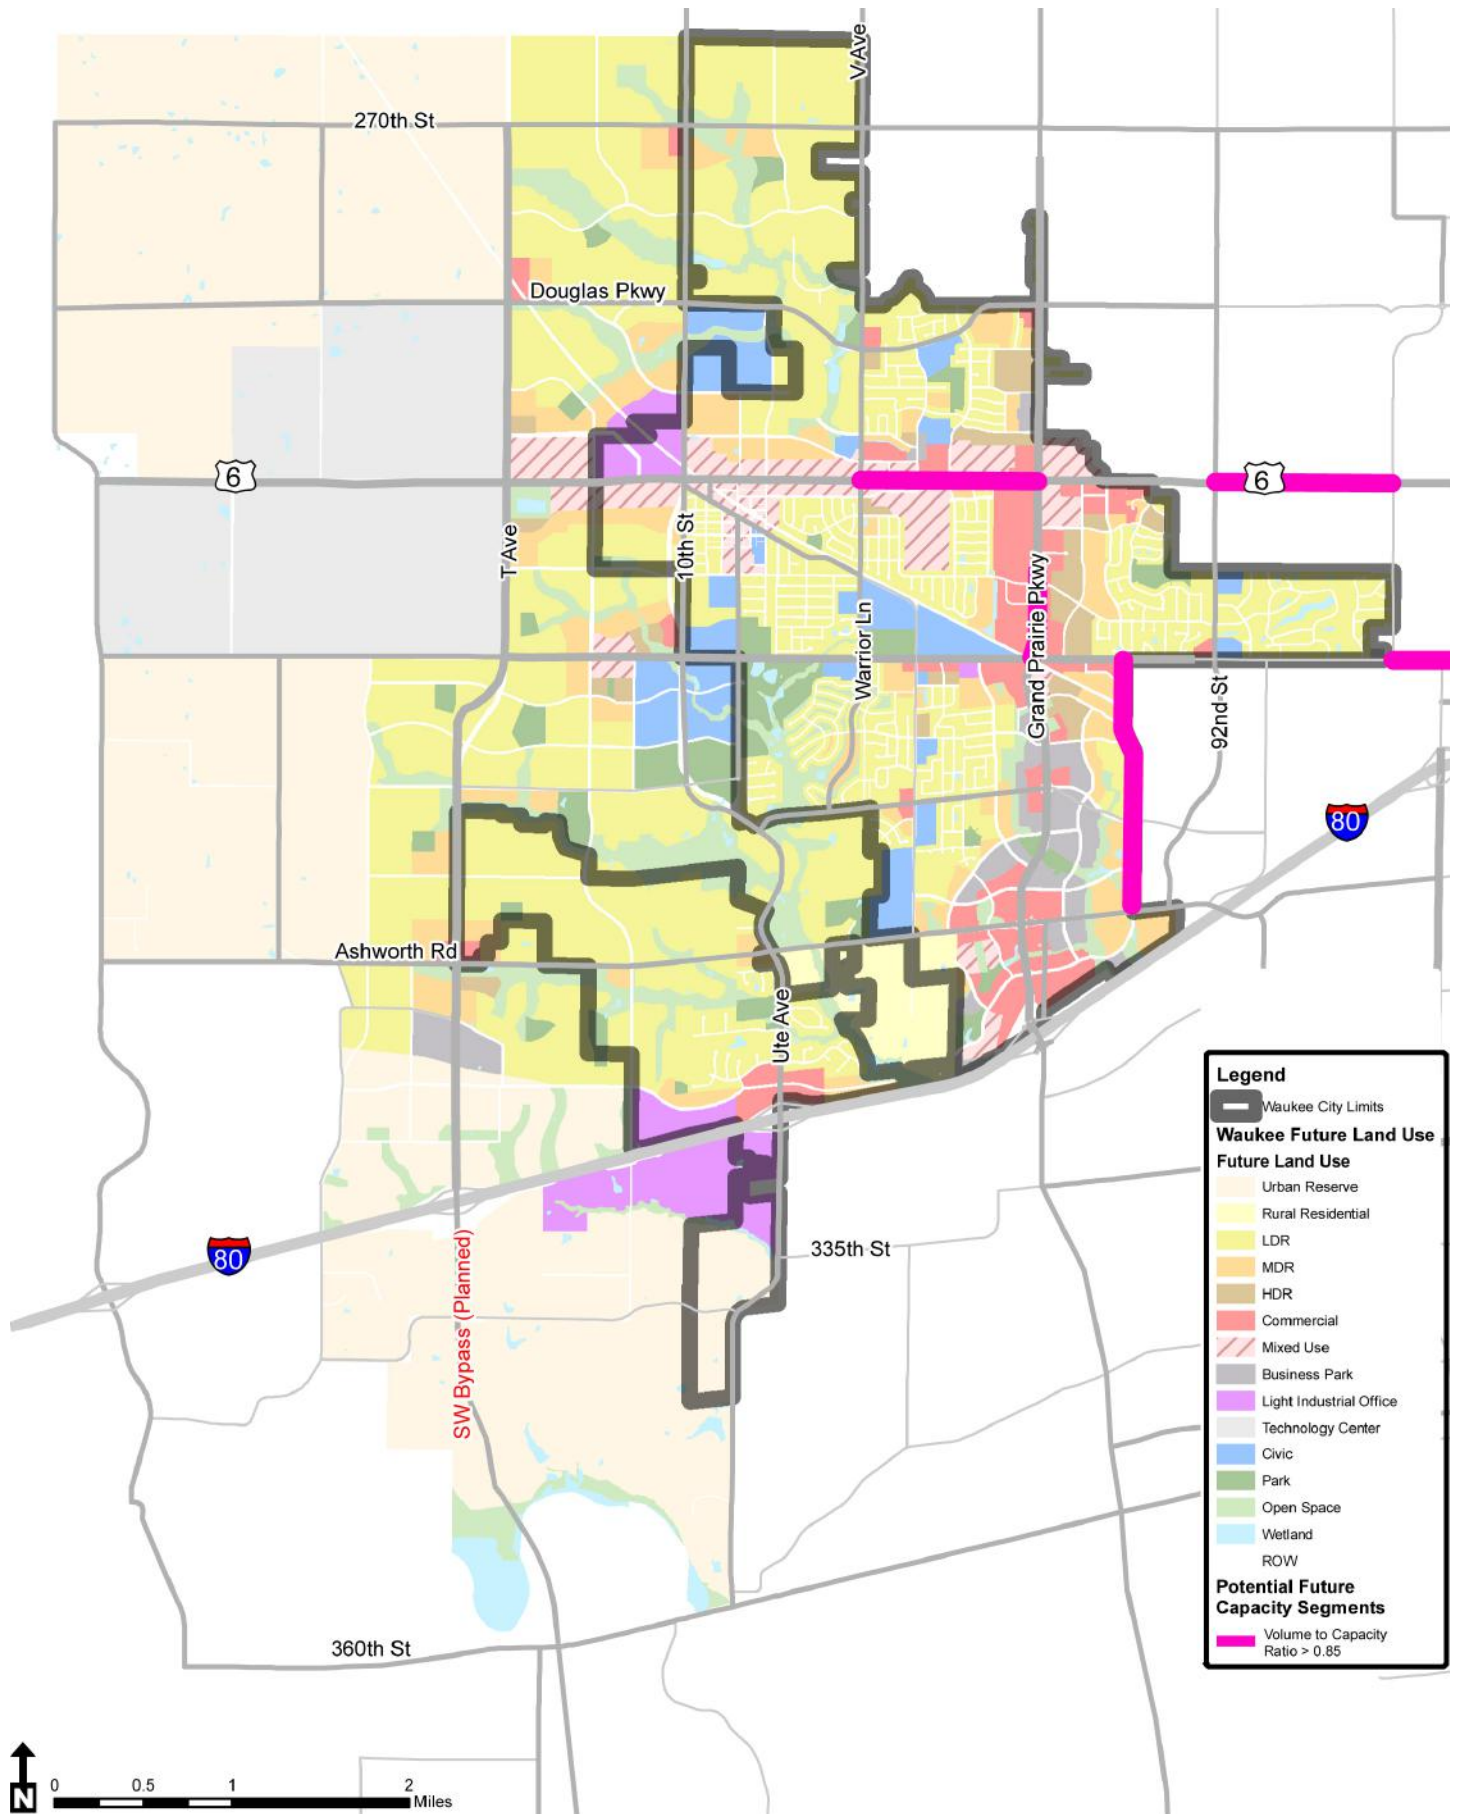 V Ave
270th St
Douglas Pkwy
6
6
T Ave
10th St
Warrior Ln
Grand Prairie Pkwy
92nd St
80
Ashworth Rd
Ute Ave
335th St
80
SW Bypass (Planned)
360th St
Legend
Waukee City Limits
Waukee Future Land Use
Future Land Use
Urban Reserve
Rural Residential
LDR
MDR
HDR
Commercial
Mixed Use
Business Park
Light Industrial Office
Technology Center
Civic
Park
Open Space
Wetland
ROW
Potential Future
Capacity Segments
Volume to Capacity
Ratio > 0.85
N
0 0.5 1 2
Miles